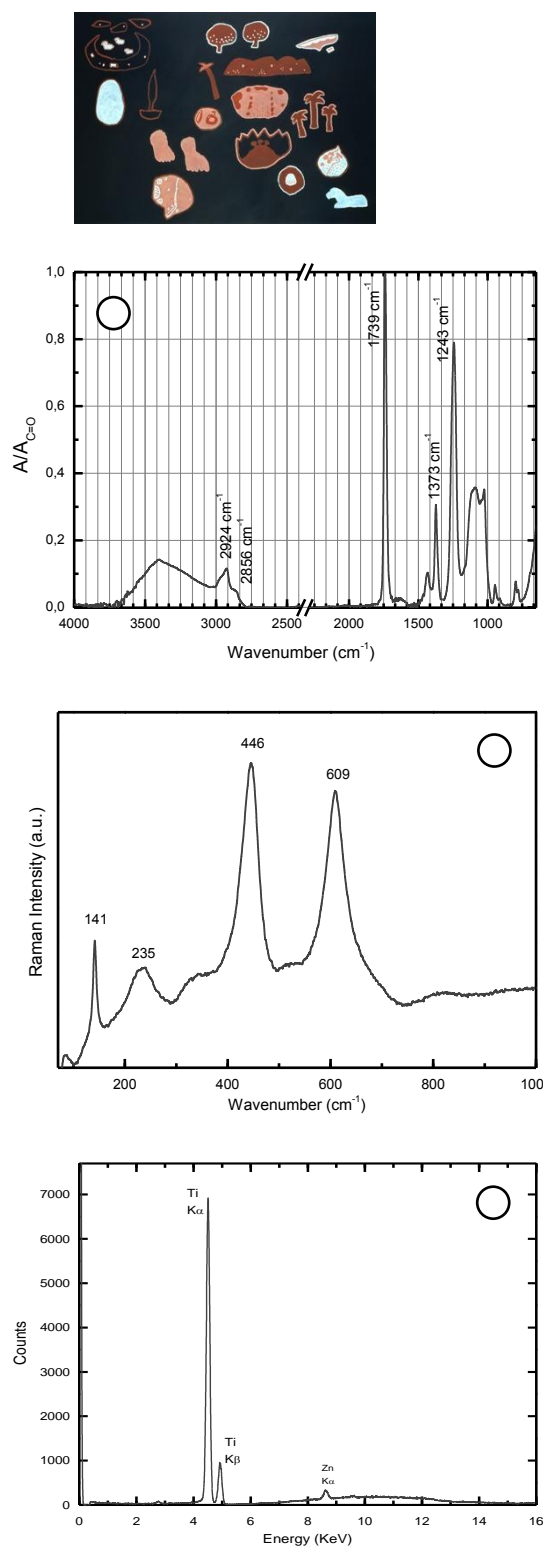 1,0
0,8
0,6
0,4
0,2
0,0
A/A C=O
1739 cm-1
1243 cm-1
1373 cm-1
2924 cm-1
2856 cm-1
4000 3500 3000 2500 2000 1500 1000
Wavenumber (cm-1)
446
609
141
235
Raman Intensity (a.u.)
200 400 600 800 1000
Wavenumber (cm-1)
7000
6000
5000
4000
3000
2000
1000
0
Counts
Ti
Kα
Ti
Kβ
Zn
Kα
0 2 4 6 8 10 12 14 16
Energy (KeV)